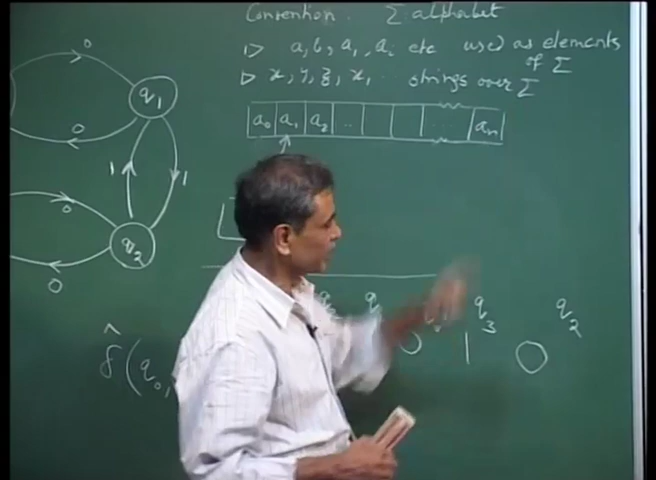 Convention. Σ alphabet
1> a, b, a₁, aᵢ etc used as elements of Σ
▷ x, y, z, x₁ ... strings over Σ
a₀ a₁ a₂ ... aₙ
0
q₁
0
1 1
0
q₂
0
q₃ q₂
0 1 0
δ̂(q₀,